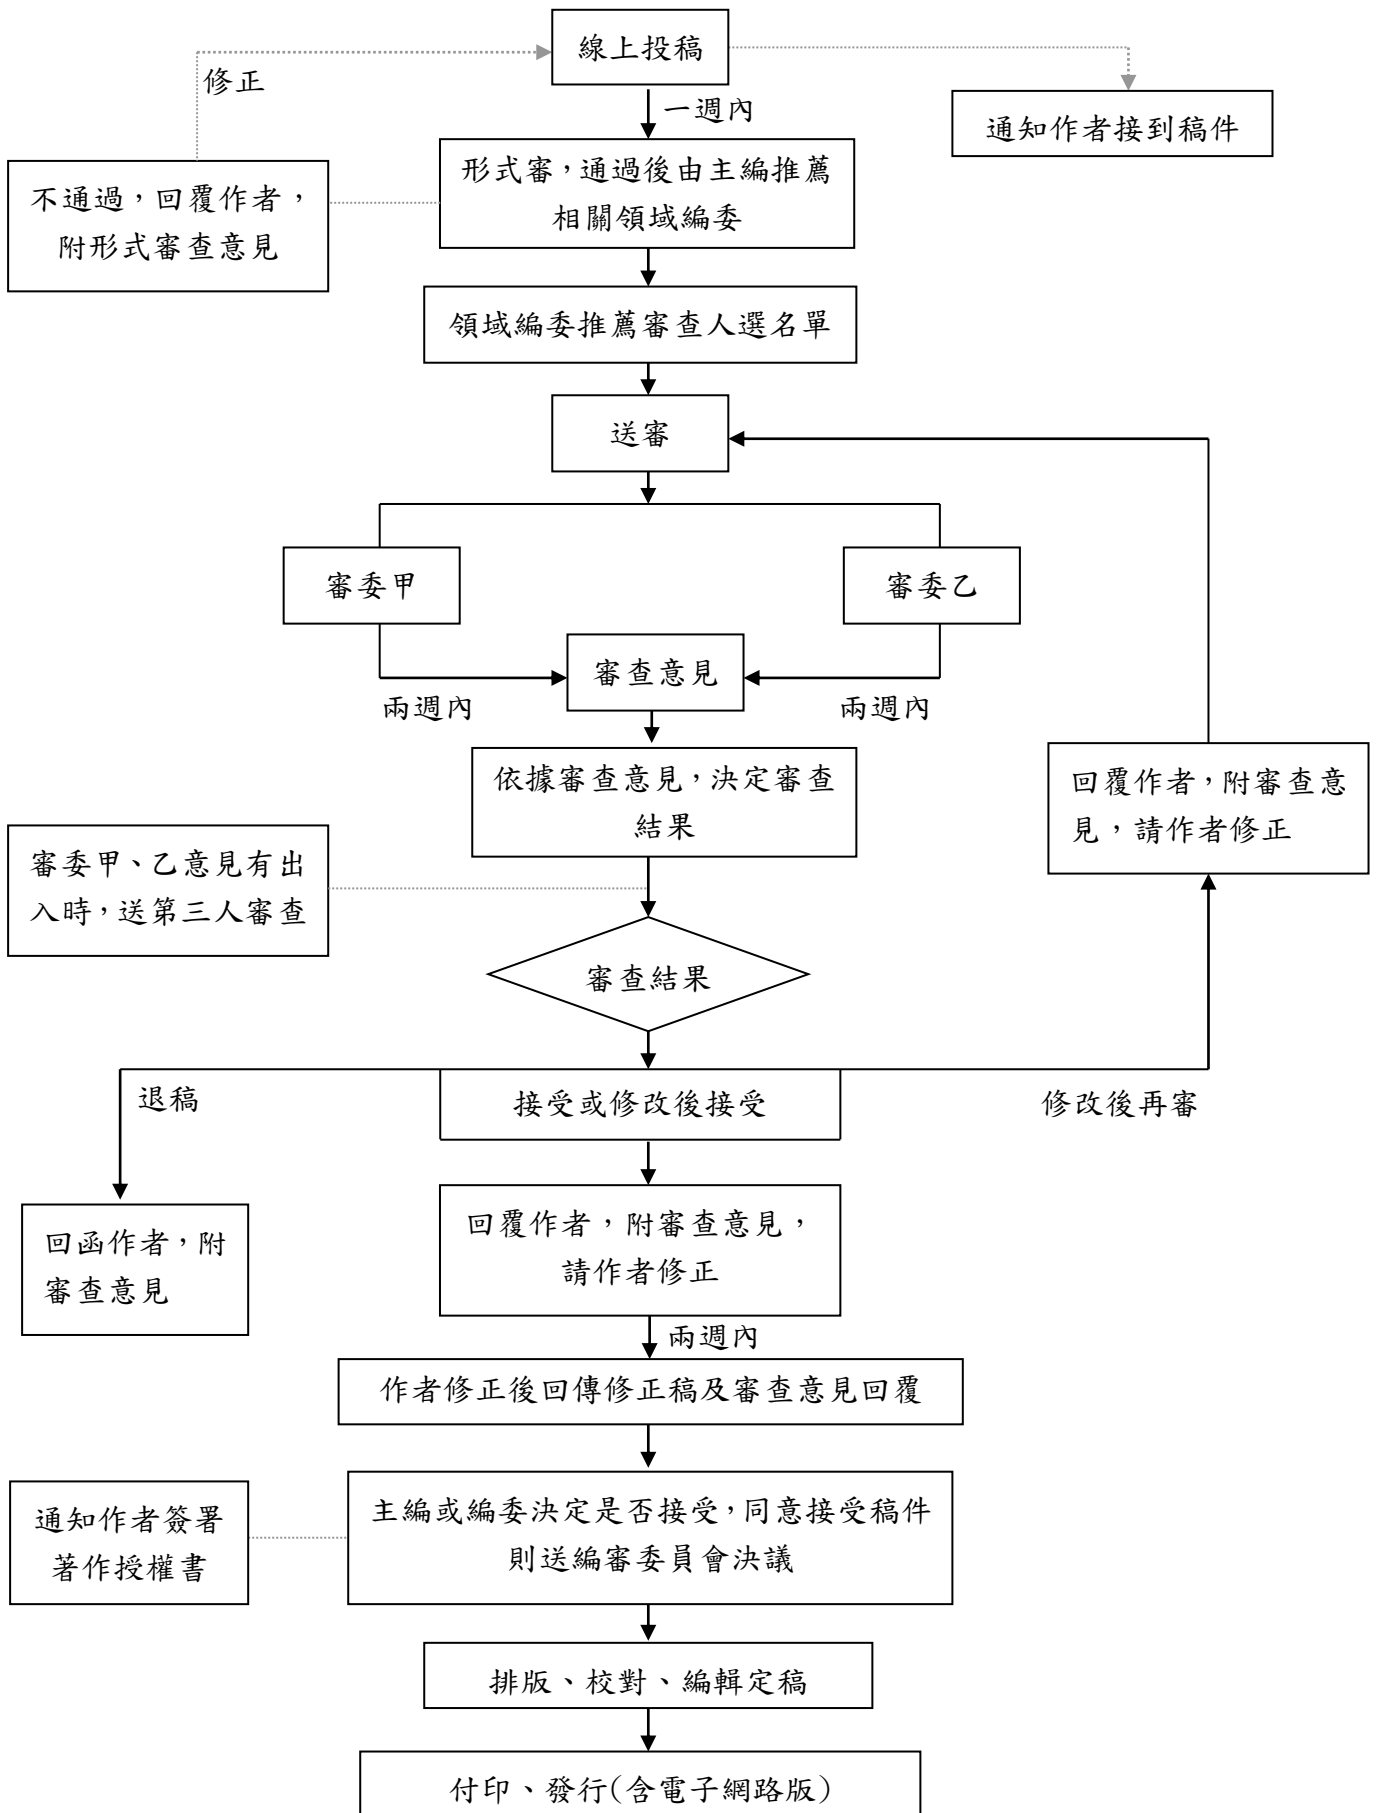 線上投稿
修正
一週內
通知作者接到稿件
形式審，通過後由主編推薦
相關領域編委
不通過，回覆作者，
附形式審查意見
領域編委推薦審查人選名單
送審
審委甲
審委乙
審查意見
兩週內
兩週內
依據審查意見，決定審查
結果
回覆作者，附審查意
見，請作者修正
審委甲、乙意見有出
入時，送第三人審查
審查結果
退稿
接受或修改後接受
修改後再審
回函作者，附
審查意見
回覆作者，附審查意見，
請作者修正
兩週內
作者修正後回傳修正稿及審查意見回覆
通知作者簽署
著作授權書
主編或編委決定是否接受，同意接受稿件
則送編審委員會決議
排版、校對、編輯定稿
付印、發行(含電子網路版)